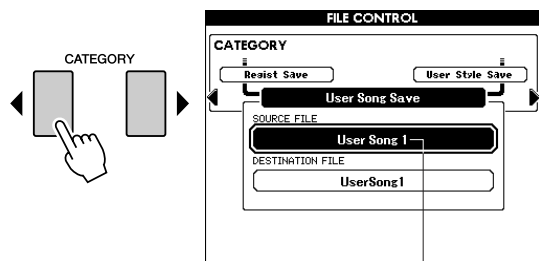 FILE CONTROL
CATEGORY
CATEGORY
Regist Save
User Style Save
User Song Save
SOURCE FILE
User Song 1
DESTINATION FILE
UserSong1